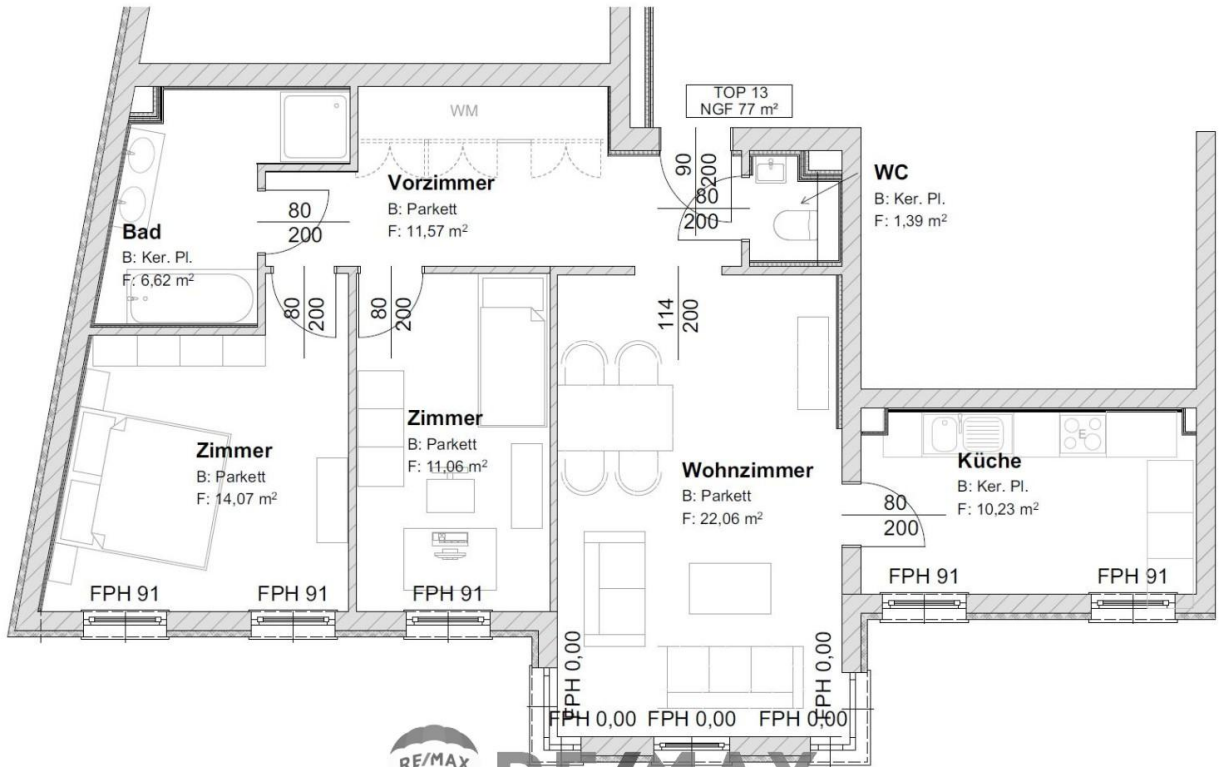 TOP 13
NGF 77 m²
WM
90
200
80
200
WC
B: Ker. Pl.
F: 1,39 m²
Vorzimmer
B: Parkett
F: 11,57 m²
80
200
Bad
B: Ker. Pl.
F: 6,62 m²
80
200
80
200
114
200
Zimmer
B: Parkett
F: 14,07 m²
Zimmer
B: Parkett
F: 11,06 m²
Wohnzimmer
B: Parkett
F: 22,06 m²
E
Küche
B: Ker. Pl.
F: 10,23 m²
80
200
FPH 91
FPH 91
FPH 91
FPH 91
FPH 91
FPH 0,00
FPH 0,00
FPH 0,00
FPH 0,00
FPH 0,00
RE/MAX
RE/MAX